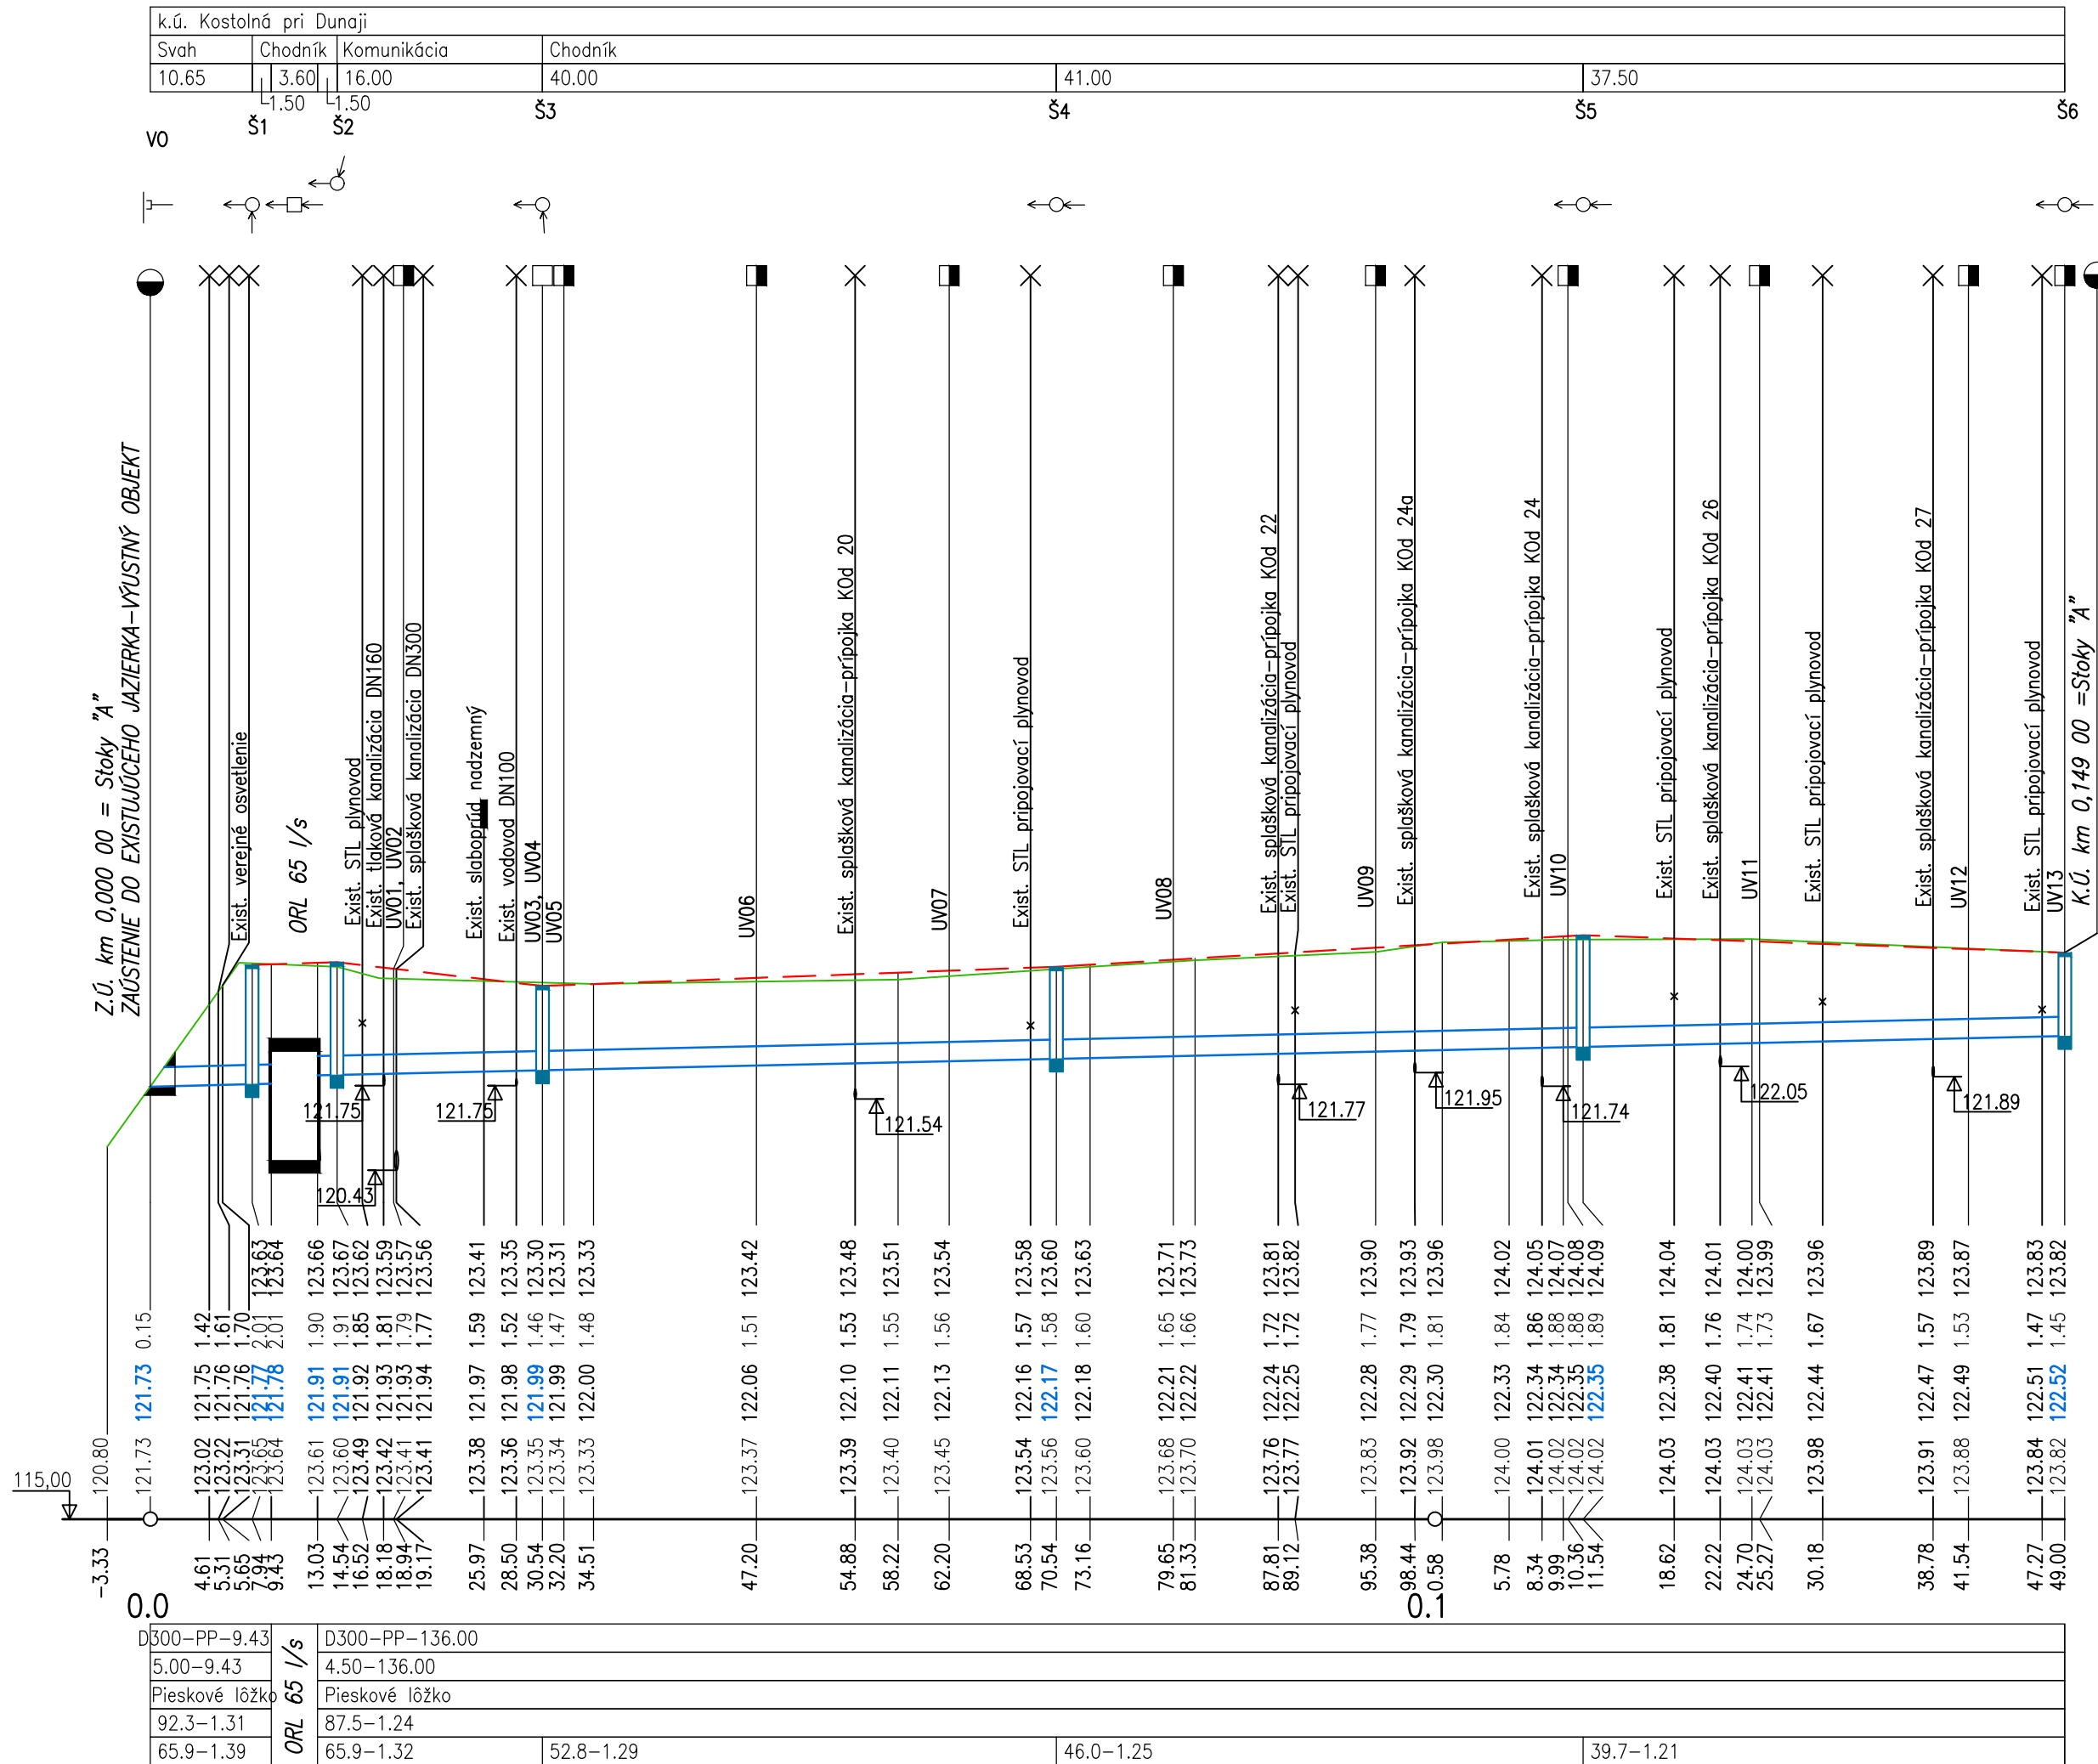 k.ú. Kostolná pri Dunaji
Svah Chodník Komunikácia Chodník
10.65 3.60 16.00 40.00 41.00 37.50
1.50 1.50
Š1 Š2 Š3 Š4 Š5 Š6
VO
Z.Ú. km 0,000 00 = Stoky "A"
ZAÚSTENIE DO EXISTUJÚCEHO JAZIERKA-VÝUSTNÝ OBJEKT
Exist. verejné osvetlenie
ORL 65 l/s
Exist. STL plynovod
Exist. tlaková kanalizácia DN160
UV01, UV02
Exist. splašková kanalizácia DN300
Exist. slaboprúd nadzemný
Exist. vodovod DN100
UV03, UV04
UV05
UV06
Exist. splašková kanalizácia-prípojka KOd 20
UV07
Exist. STL pripojovací plynovod
UV08
Exist. splašková kanalizácia-prípojka KOd 22
Exist. STL pripojovací plynovod
UV09
Exist. splašková kanalizácia-prípojka KOd 24a
Exist. splašková kanalizácia-prípojka KOd 24
UV10
Exist. STL pripojovací plynovod
Exist. splašková kanalizácia-prípojka KOd 26
UV11
Exist. STL pripojovací plynovod
Exist. splašková kanalizácia-prípojka KOd 27
UV12
Exist. STL pripojovací plynovod
UV13
K.Ú. km 0,149 00 =Stoky "A"
121.75 121.75 121.54 121.77 121.95 121.74 122.05 121.89
120.43
123.63 123.64 123.66 123.67 123.62 123.59 123.57 123.56 123.41 123.35 123.30 123.31 123.33 123.42 123.48 123.51 123.54 123.58 123.60 123.63 123.71 123.73 123.81 123.82 123.90 123.93 123.96 124.02 124.05 124.07 124.08 124.09 124.04 124.01 124.00 123.99 123.96 123.89 123.87 123.83 123.82
0.15 1.42 1.61 1.70 2.01 2.01 1.90 1.91 1.85 1.81 1.79 1.77 1.59 1.52 1.46 1.47 1.48 1.51 1.53 1.55 1.56 1.57 1.58 1.60 1.65 1.66 1.72 1.72 1.77 1.79 1.81 1.84 1.86 1.88 1.88 1.89 1.81 1.76 1.74 1.73 1.67 1.57 1.53 1.47 1.45
121.73 121.75 121.76 121.76 121.77 121.78 121.91 121.91 121.92 121.93 121.93 121.94 121.97 121.98 121.99 121.99 122.00 122.06 122.10 122.11 122.13 122.16 122.17 122.18 122.21 122.22 122.24 122.25 122.28 122.29 122.30 122.33 122.34 122.34 122.35 122.35 122.38 122.40 122.41 122.41 122.44 122.47 122.49 122.51 122.52
120.80 121.73 123.02 123.22 123.31 123.65 123.64 123.61 123.60 123.49 123.42 123.41 123.41 123.38 123.36 123.35 123.34 123.33 123.37 123.39 123.40 123.45 123.54 123.56 123.60 123.68 123.70 123.76 123.77 123.83 123.92 123.98 124.00 124.01 124.02 124.02 124.02 124.03 124.03 124.03 124.03 123.98 123.91 123.88 123.84 123.82
115,00
-3.33 4.61 5.31 5.65 7.94 9.43 13.03 14.54 16.52 18.18 18.94 19.17 25.97 28.50 30.54 32.20 34.51 47.20 54.88 58.22 62.20 68.53 70.54 73.16 79.65 81.33 87.81 89.12 95.38 98.44 0.58 5.78 8.34 9.99 10.36 11.54 18.62 22.22 24.70 25.27 30.18 38.78 41.54 47.27 49.00
0.0 0.1
D300-PP-9.43 D300-PP-136.00
5.00-9.43 4.50-136.00
Pieskové lôžko Pieskové lôžko
92.3-1.31 87.5-1.24
65.9-1.39 65.9-1.32 52.8-1.29 46.0-1.25 39.7-1.21
ORL 65 l/s